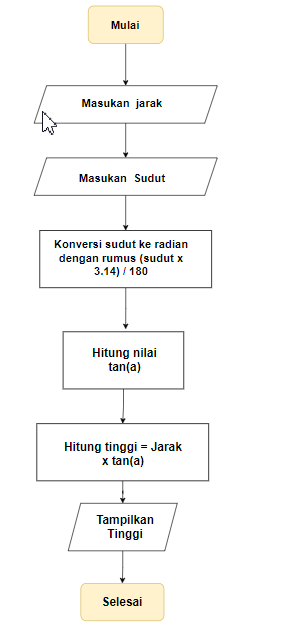 Mulai
Masukan jarak
Masukan Sudut
Konversi sudut ke radian
dengan rumus (sudut x
3.14) / 180
Hitung nilai
tan(a)
Hitung tinggi = Jarak
x tan(a)
Tampilkan
Tinggi
Selesai